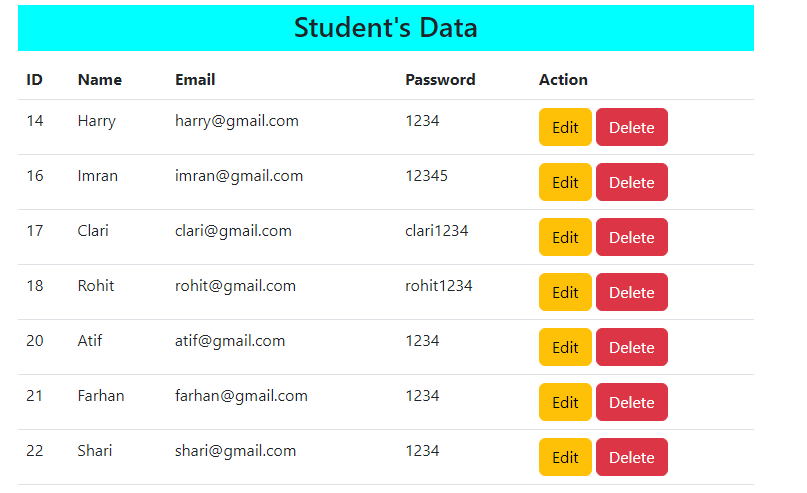 Student's Data
ID Name Email Password Action
14 Harry harry@gmail.com 1234 Edit Delete
16 Imran imran@gmail.com 12345 Edit Delete
17 Clari clari@gmail.com clari1234 Edit Delete
18 Rohit rohit@gmail.com rohit1234 Edit Delete
20 Atif atif@gmail.com 1234 Edit Delete
21 Farhan farhan@gmail.com 1234 Edit Delete
22 Shari shari@gmail.com 1234 Edit Delete